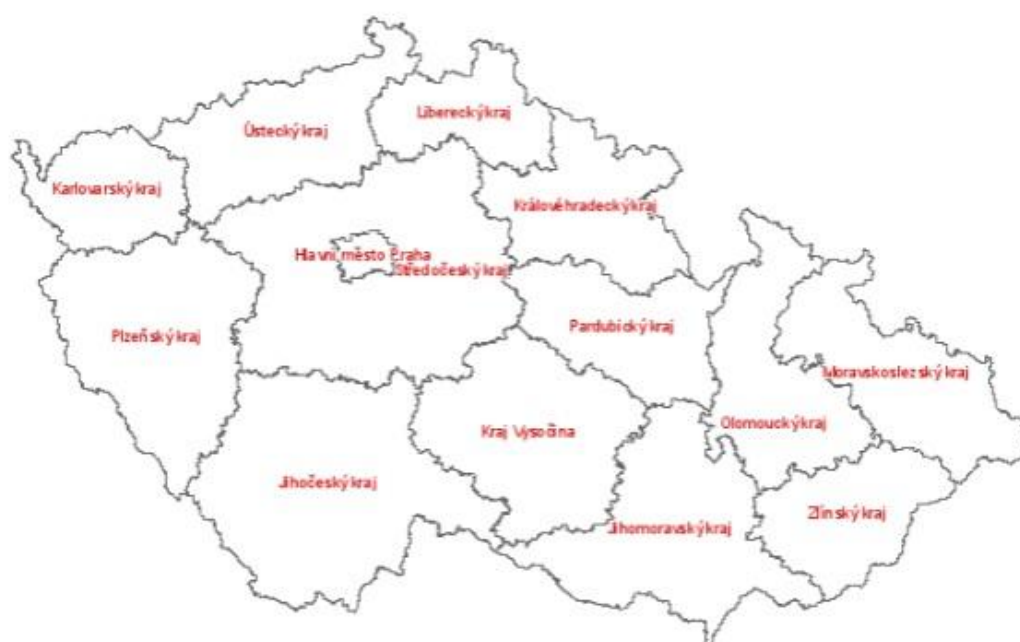 Liberecký kraj
Ústecký kraj
Karlovarský kraj
Královéhradecký kraj
Hlavní město Praha
Středočeský kraj
Plzeňský kraj
Pardubický kraj
Moravskoslezský kraj
Olomoucký kraj
Kraj Vysočina
Jihočeský kraj
Zlínský kraj
Jihomoravský kraj